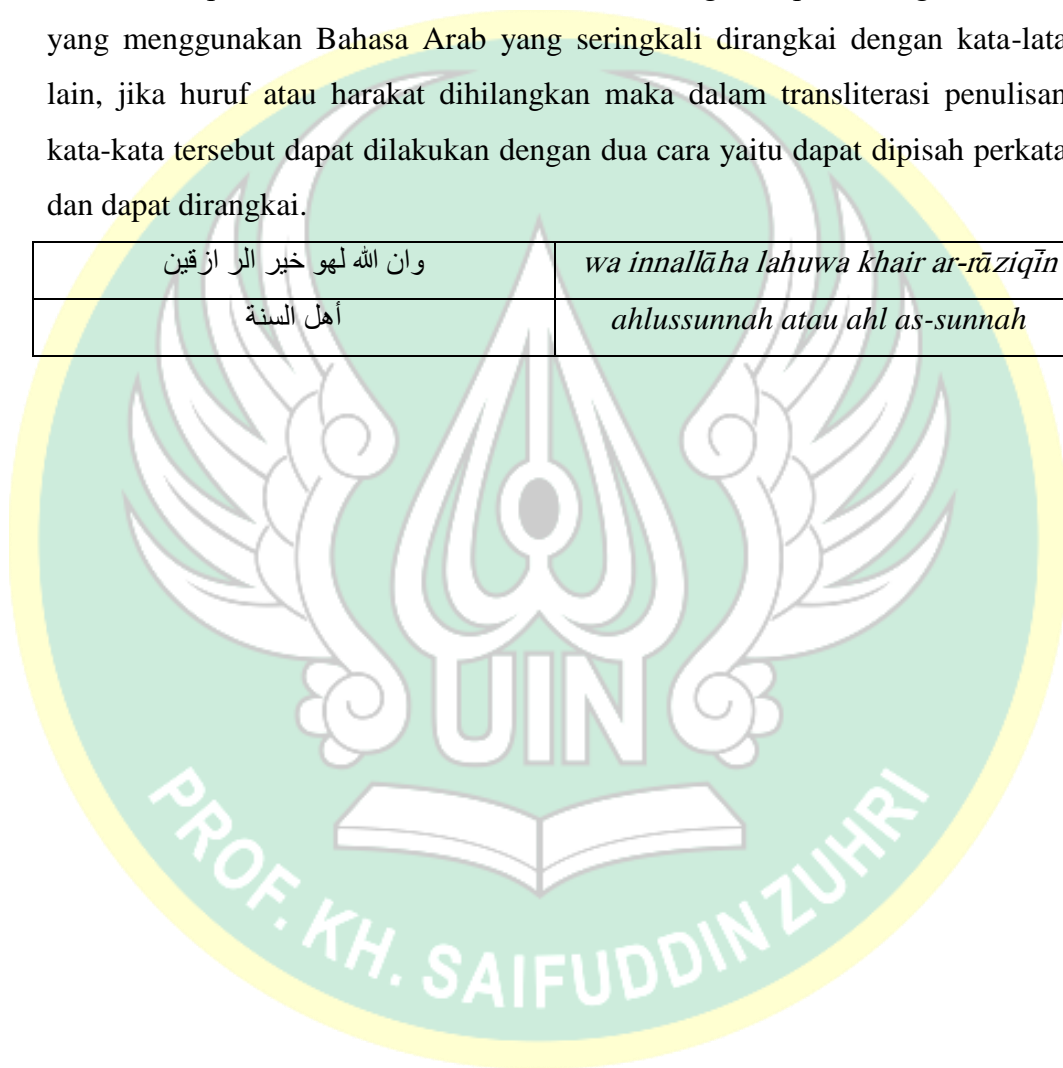 yang menggunakan Bahasa Arab yang seringkali dirangkai dengan kata-lata
lain, jika huruf atau harakat dihilangkan maka dalam transliterasi penulisan
kata-kata tersebut dapat dilakukan dengan dua cara yaitu dapat dipisah perkata
dan dapat dirangkai.
وان الله لهو خير الر ازقين
wa innallāha lahuwa khair ar-rāziqīn
أهل السنة
ahlussunnah atau ahl as-sunnah
UIN
PROF. KH. SAIFUDDIN ZUHRI